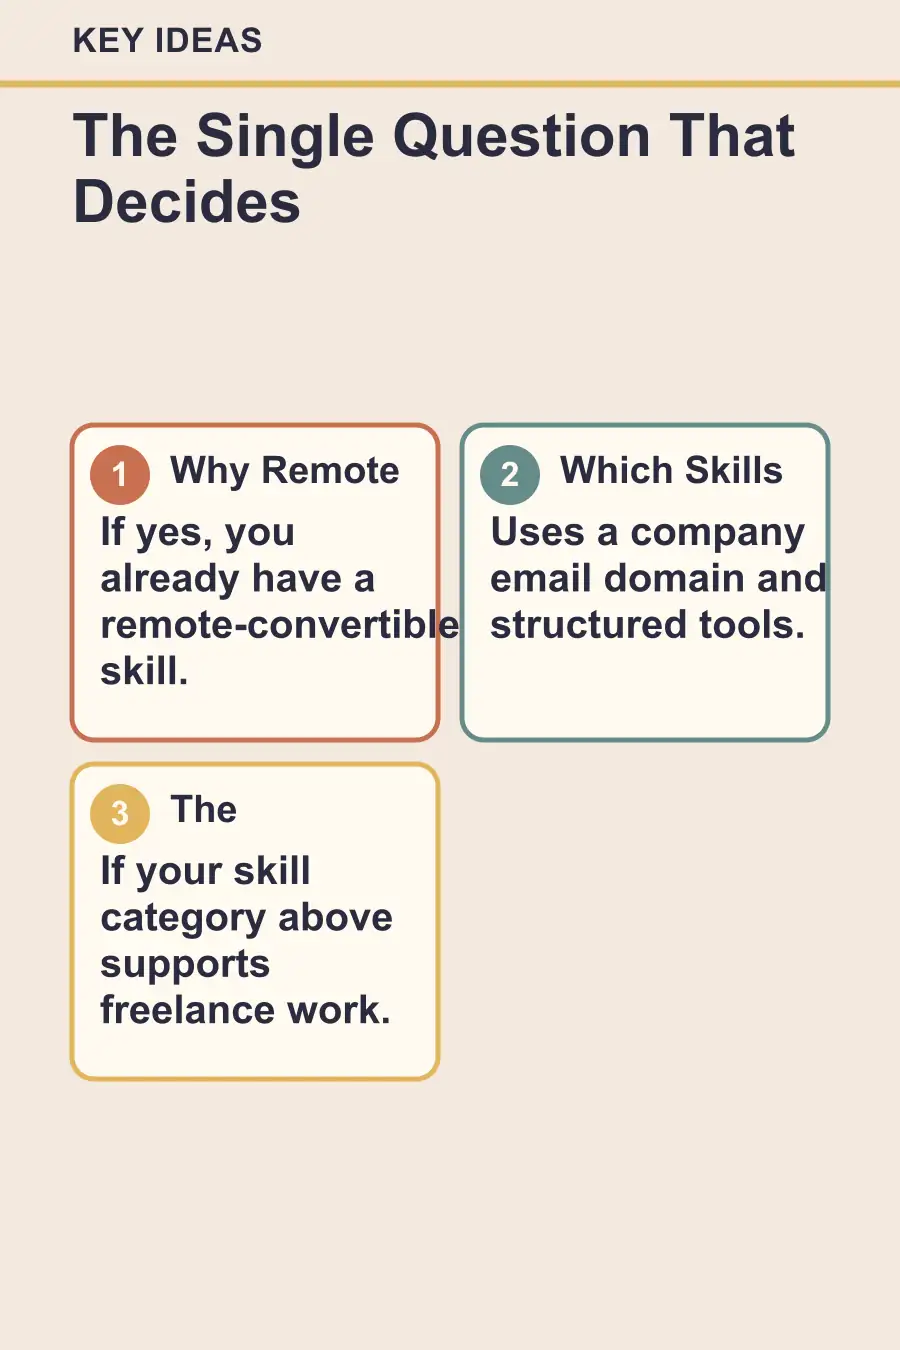 KEY IDEAS
The Single Question That
Decides
1 Why Remote
If yes, you
already have a
remote-convertible
skill.
2 Which Skills
Uses a company
email domain and
structured tools.
3 The
If your skill
category above
supports
freelance work.